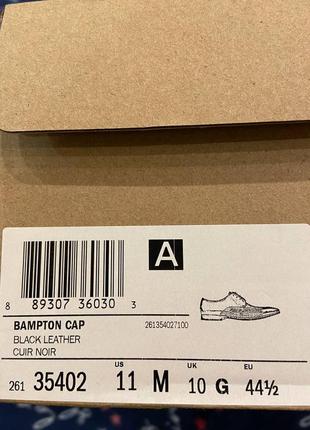 A
8 89307 36030 3
BAMPTON CAP 261354027100
BLACK LEATHER
CUIR NOIR
US UK EU
261 35402 11 M 10 G 44½